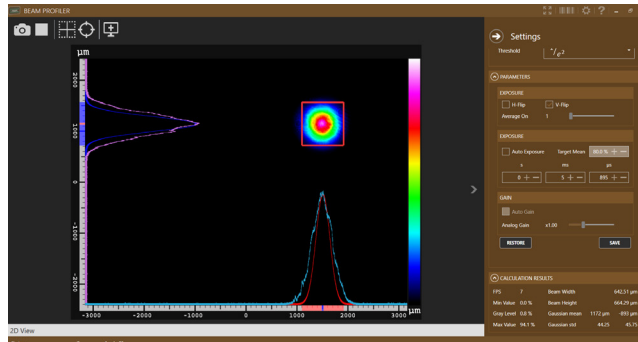 BEAM PROFILER
Settings
Threshold
1/e²
PARAMETERS
EXPOSURE
H-Flip
V-Flip
Average On
1
EXPOSURE
Auto Exposure
Target Mean
80.0 % + −
s
ms
µs
0 + −
5 + −
895 + −
GAIN
Auto Gain
Analog Gain
x1.00
RESTORE
SAVE
CALCULATION RESULTS
FPS 7 Beam Width 642.51 µm
Min Value 0.0 % Beam Height 664.29 µm
Gray Level 0.0 % Gaussian mean 1172 µm -893 µm
Max Value 94.1 % Gaussian std 44.25 45.75
µm
2000
1000
0
-1000
-2000
-3000 -2000 -1000 0 1000 2000 3000 µm
2D View